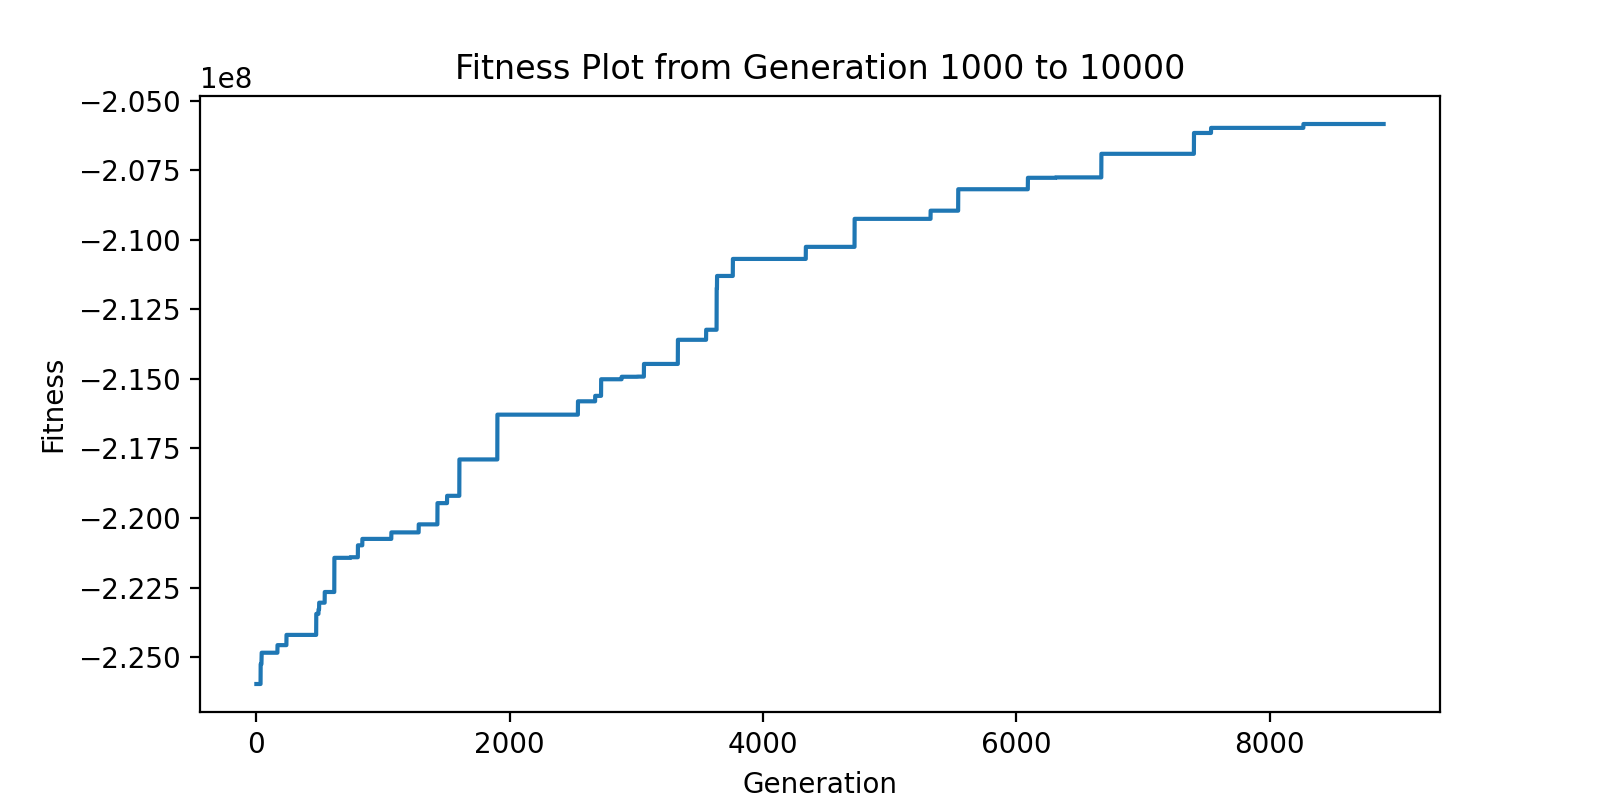 Fitness Plot from Generation 1000 to 10000
1e8
−2.050
−2.075
−2.100
−2.125
−2.150
−2.175
−2.200
−2.225
−2.250
Fitness
0 2000 4000 6000 8000
Generation